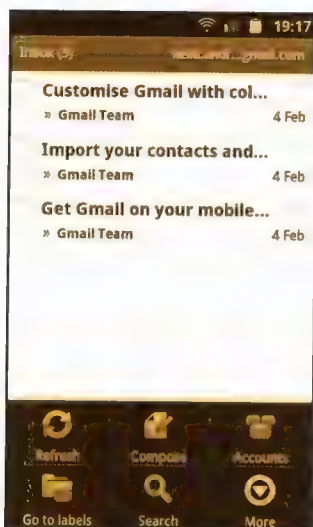 19:17
Inbox
Customise Gmail with col...
» Gmail Team 4 Feb
Import your contacts and...
» Gmail Team 4 Feb
Get Gmail on your mobile...
» Gmail Team 4 Feb
Refresh Compose Accounts
Go to labels Search More